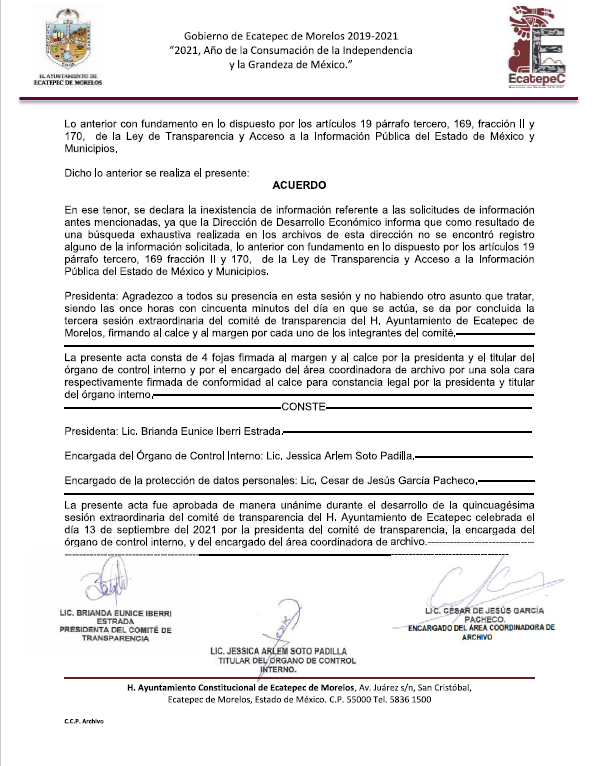 Gobierno de Ecatepec de Morelos 2019-2021
"2021, Año de la Consumación de la Independencia
y la Grandeza de México."
EL AYUNTAMIENTO DE
ECATEPEC DE MORELOS
EcatepeC
Lo anterior con fundamento en lo dispuesto por los artículos 19 párrafo tercero, 169, fracción II y
170, de la Ley de Transparencia y Acceso a la Información Pública del Estado de México y
Municipios.
Dicho lo anterior se realiza el presente:
ACUERDO
En ese tenor, se declara la inexistencia de información referente a las solicitudes de información
antes mencionadas, ya que la Dirección de Desarrollo Económico informa que como resultado de
una búsqueda exhaustiva realizada en los archivos de esta dirección no se encontró registro
alguno de la información solicitada, lo anterior con fundamento en lo dispuesto por los artículos 19
párrafo tercero, 169 fracción II y 170, de la Ley de Transparencia y Acceso a la Información
Pública del Estado de México y Municipios.
Presidenta: Agradezco a todos su presencia en esta sesión y no habiendo otro asunto que tratar,
siendo las once horas con cincuenta minutos del día en que se actúa, se da por concluida la
tercera sesión extraordinaria del comité de transparencia del H. Ayuntamiento de Ecatepec de
Morelos, firmando al calce y al margen por cada uno de los integrantes del comité.
La presente acta consta de 4 fojas firmada al margen y al calce por la presidenta y el titular del
órgano de control interno y por el encargado del área coordinadora de archivo por una sola cara
respectivamente firmada de conformidad al calce para constancia legal por la presidenta y titular
del órgano interno.
CONSTE
Presidenta: Lic. Brianda Eunice Iberri Estrada.
Encargada del Órgano de Control Interno: Lic. Jessica Arlem Soto Padilla.
Encargado de la protección de datos personales: Lic. Cesar de Jesús García Pacheco.
La presente acta fue aprobada de manera unánime durante el desarrollo de la quincuagésima
sesión extraordinaria del comité de transparencia del H. Ayuntamiento de Ecatepec celebrada el
día 13 de septiembre del 2021 por la presidenta del comité de transparencia, la encargada del
órgano de control interno, y del encargado del área coordinadora de archivo.
LIC. BRIANDA EUNICE IBERRI
ESTRADA
PRESIDENTA DEL COMITÉ DE
TRANSPARENCIA
LIC. JESSICA ARLEM SOTO PADILLA
TITULAR DEL ÓRGANO DE CONTROL
INTERNO.
LIC. CÉSAR DE JESÚS GARCÍA
PACHECO.
ENCARGADO DEL ÁREA COORDINADORA DE
ARCHIVO
H. Ayuntamiento Constitucional de Ecatepec de Morelos, Av. Juárez s/n, San Cristóbal,
Ecatepec de Morelos, Estado de México. C.P. 55000 Tel. 5836 1500
C.C.P. Archivo